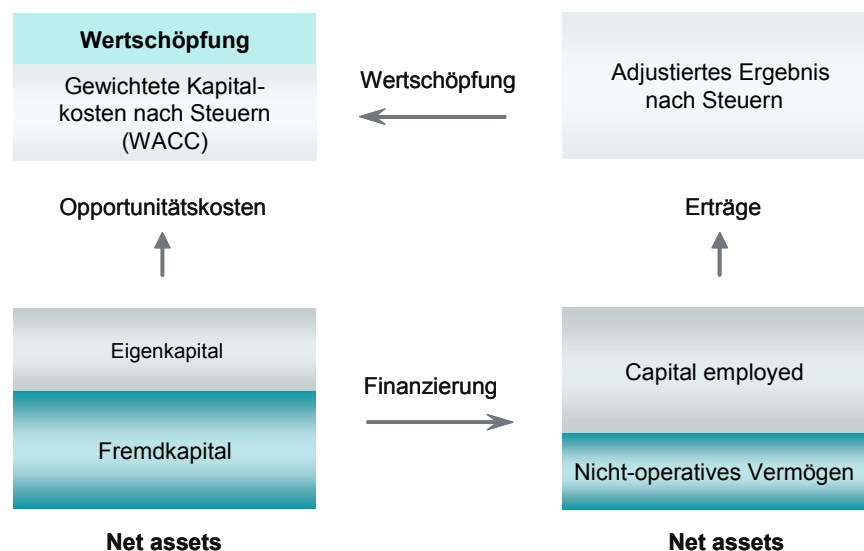 Wertschöpfung
Gewichtete Kapital-
kosten nach Steuern
(WACC)
Wertschöpfung
Adjustiertes Ergebnis
nach Steuern
Opportunitätskosten
Erträge
Eigenkapital
Fremdkapital
Finanzierung
Capital employed
Nicht-operatives Vermögen
Net assets
Net assets